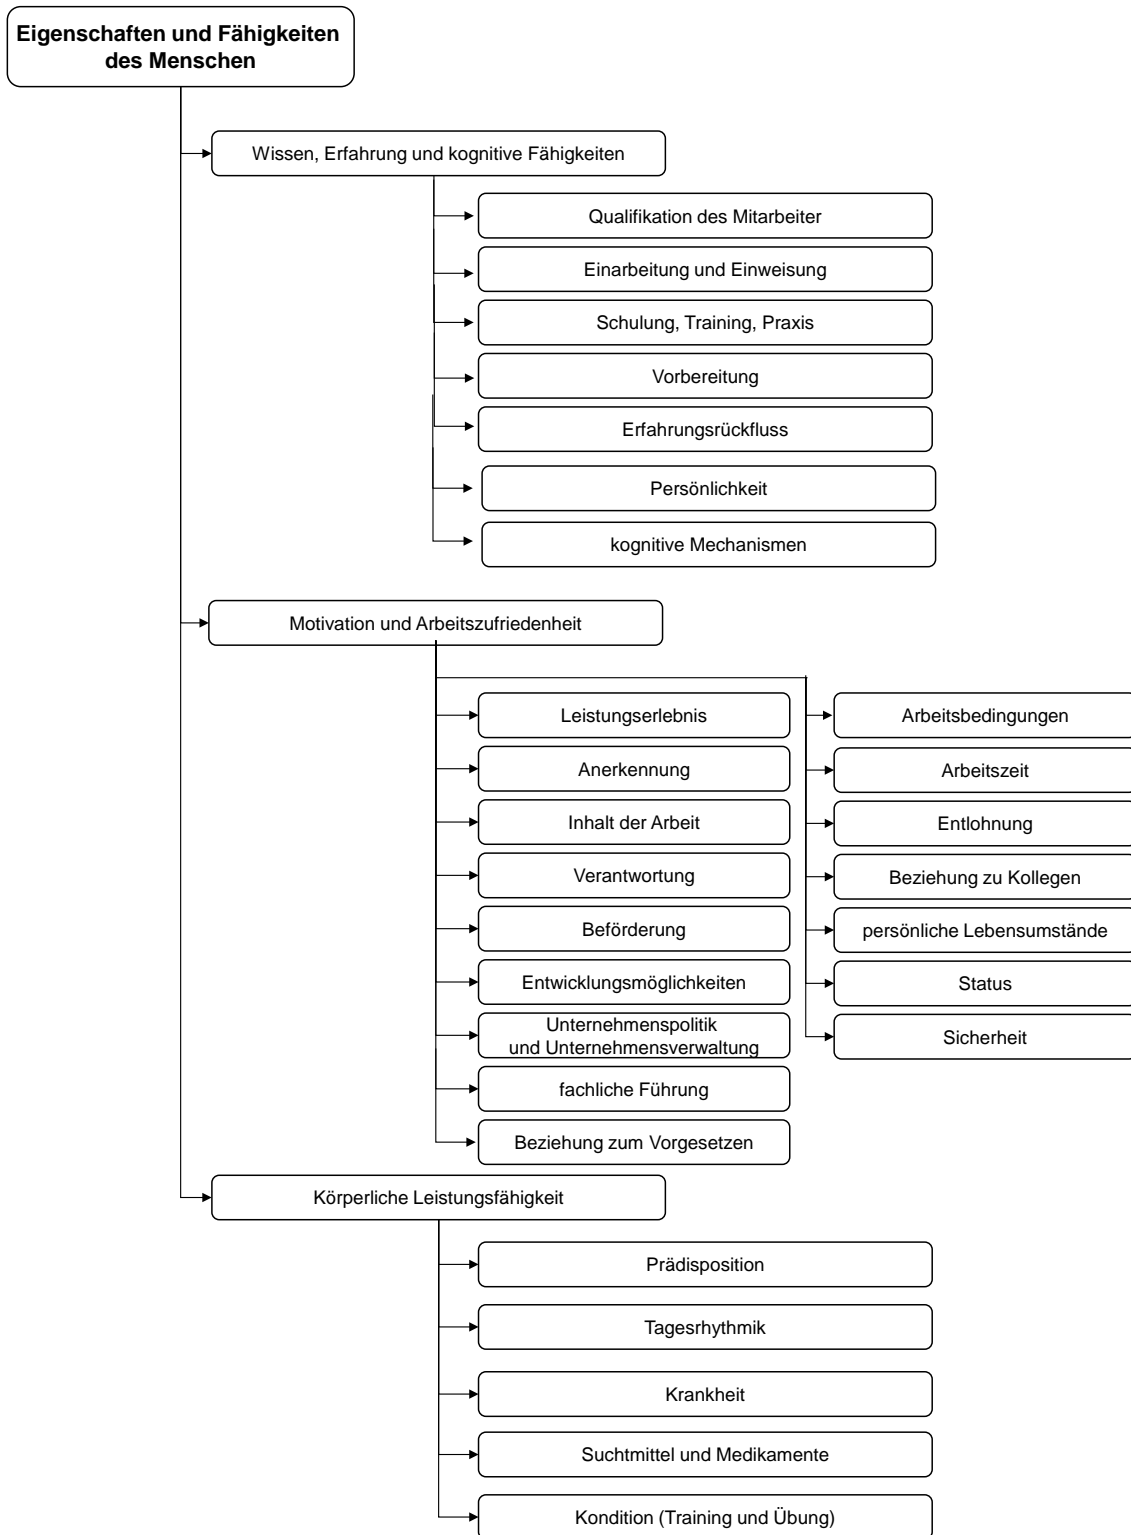 Eigenschaften und Fähigkeiten
des Menschen
Wissen, Erfahrung und kognitive Fähigkeiten
Qualifikation des Mitarbeiter
Einarbeitung und Einweisung
Schulung, Training, Praxis
Vorbereitung
Erfahrungsrückfluss
Persönlichkeit
kognitive Mechanismen
Motivation und Arbeitszufriedenheit
Leistungserlebnis
Anerkennung
Inhalt der Arbeit
Verantwortung
Beförderung
Entwicklungsmöglichkeiten
Unternehmenspolitik
und Unternehmensverwaltung
fachliche Führung
Beziehung zum Vorgesetzen
Arbeitsbedingungen
Arbeitszeit
Entlohnung
Beziehung zu Kollegen
persönliche Lebensumstände
Status
Sicherheit
Körperliche Leistungsfähigkeit
Prädisposition
Tagesrhythmik
Krankheit
Suchtmittel und Medikamente
Kondition (Training und Übung)